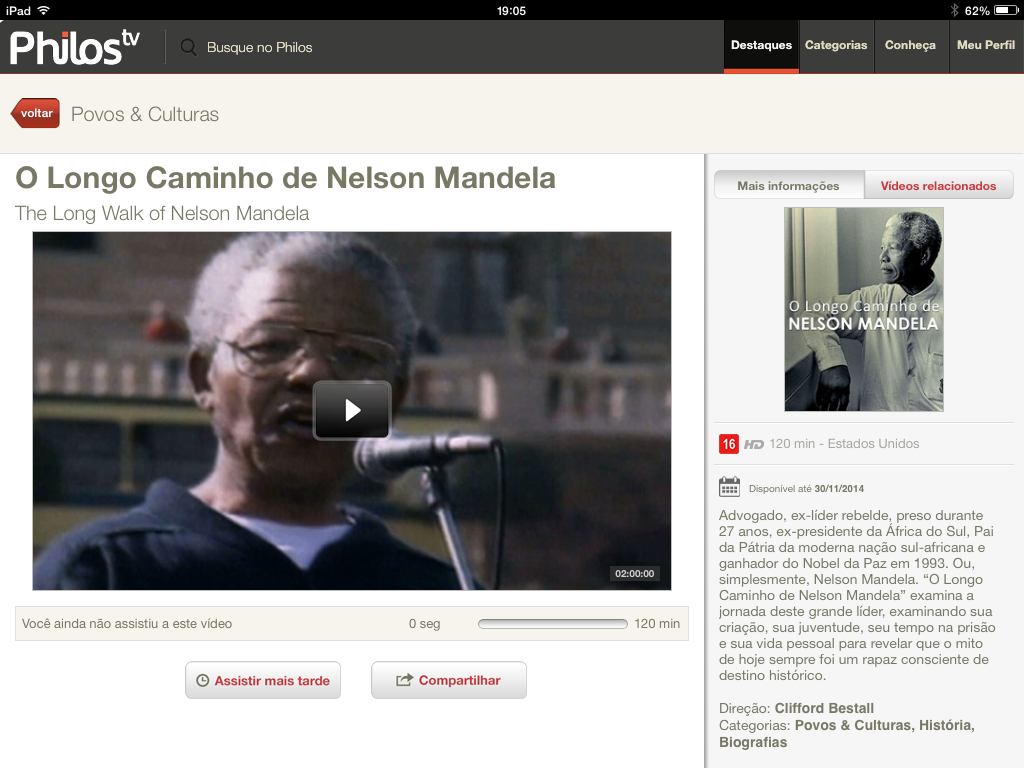 iPad
19:05
62%
Philos tv
Busque no Philos
Destaques
Categorias
Conheça
Meu Perfil
voltar
Povos & Culturas
O Longo Caminho de Nelson Mandela
The Long Walk of Nelson Mandela
02:00:00
Você ainda não assistiu a este vídeo
0 seg
120 min
Assistir mais tarde
Compartilhar
Mais informações
Vídeos relacionados
O Longo Caminho de
NELSON MANDELA
16 HD 120 min - Estados Unidos
Disponível até 30/11/2014
Advogado, ex-líder rebelde, preso durante
27 anos, ex-presidente da África do Sul, Pai
da Pátria da moderna nação sul-africana e
ganhador do Nobel da Paz em 1993. Ou,
simplesmente, Nelson Mandela. “O Longo
Caminho de Nelson Mandela” examina a
jornada deste grande líder, examinando sua
criação, sua juventude, seu tempo na prisão
e sua vida pessoal para revelar que o mito
de hoje sempre foi um rapaz consciente de
destino histórico.
Direção: Clifford Bestall
Categorias: Povos & Culturas, História,
Biografias